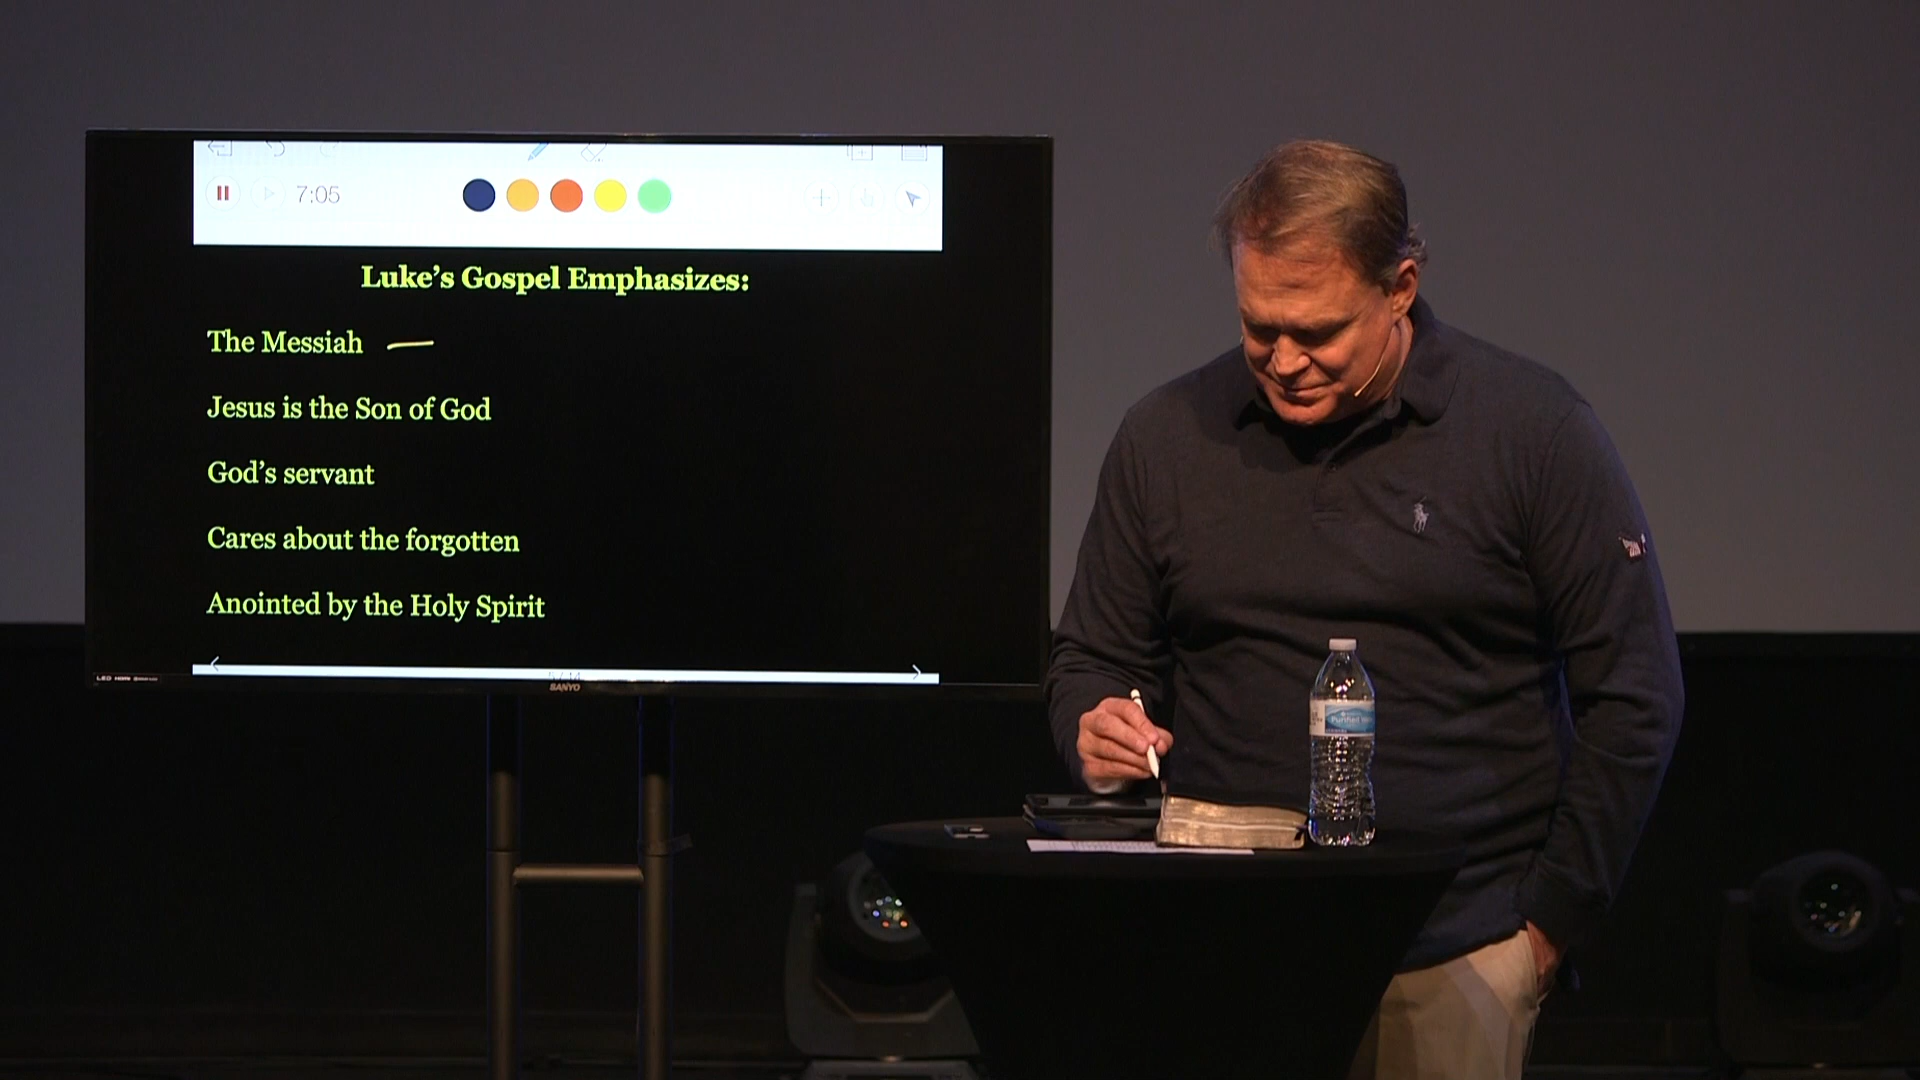 7:05
Luke's Gospel Emphasizes:
The Messiah
Jesus is the Son of God
God's servant
Cares about the forgotten
Anointed by the Holy Spirit
SANYO
Purified